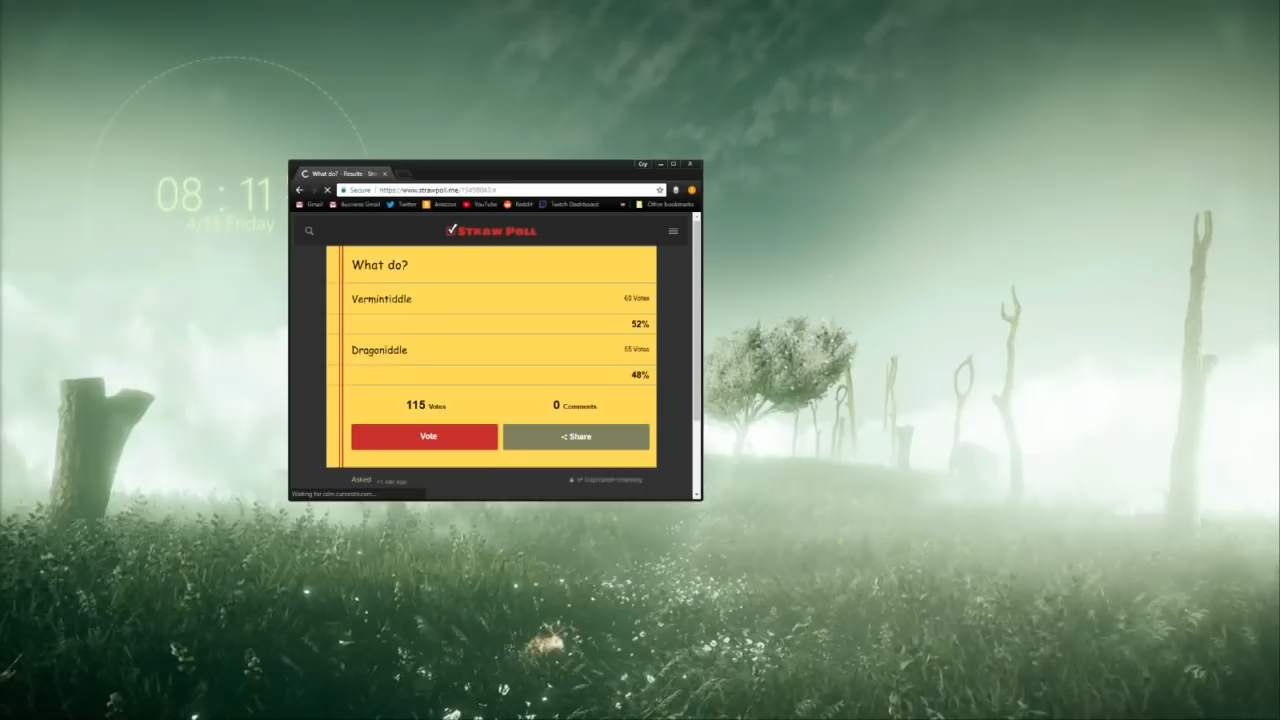 08 : 11
Friday
Cry
What do? - Results - Str
Secure https://www.strawpoll.me/
Gmail Business Gmail Twitter Amazon YouTube Reddit Twitch Dashboard Other bookmarks
STRAW POLL
What do?
Vermintiddle
60 Votes
52%
Dragoniddle
55 Votes
48%
115 Votes
0 Comments
Vote
Share
Asked